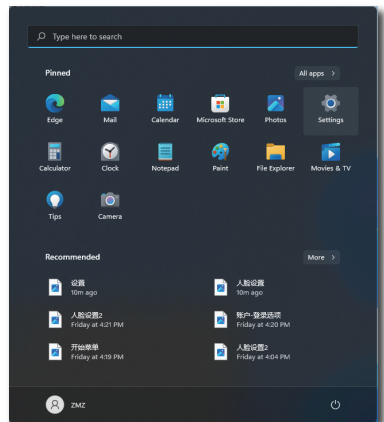 Type here to search
Pinned
All apps >
Edge
Mail
Calendar
Microsoft Store
Photos
Settings
Calculator
Clock
Notepad
Paint
File Explorer
Movies & TV
Tips
Camera
Recommended
More >
设置
10m ago
人脸设置
10m ago
人脸设置2
Friday at 4:21 PM
账户-登录选项
Friday at 4:20 PM
开始菜单
Friday at 4:19 PM
人脸设置2
Friday at 4:04 PM
ZMZ